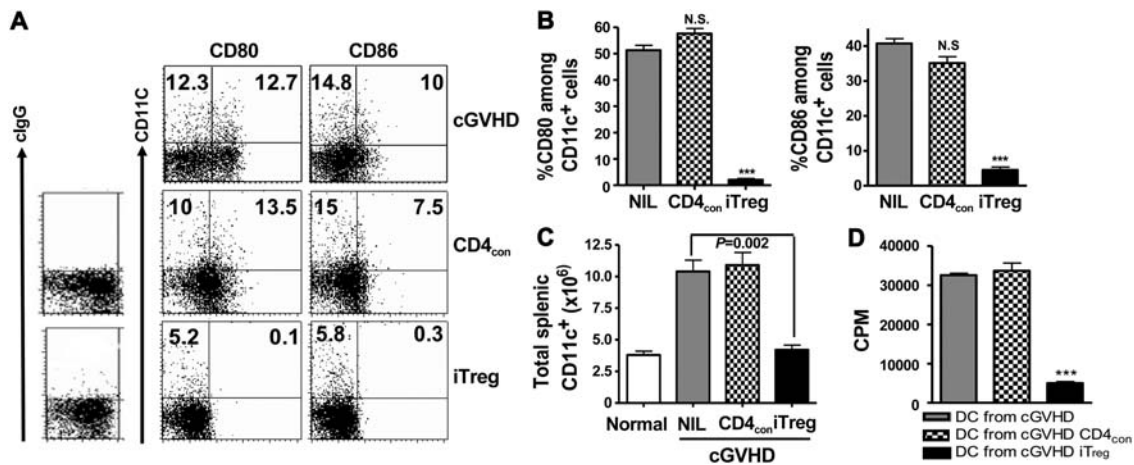 A
CD80 CD86
cIgG
CD11C
12.3 12.7 14.8 10
cGVHD
10 13.5 15 7.5
CD4con
5.2 0.1 5.8 0.3
iTreg
B
%CD80 among
CD11c+ cells
60
50
40
30
20
10
0
N.S.
***
NIL CD4con iTreg
%CD86 among
CD11c+ cells
40
30
20
10
0
N.S
***
NIL CD4con iTreg
C
Total splenic
CD11c+ (x10⁶)
12.5
10.0
7.5
5.0
2.5
P=0.002
Normal NIL CD4con iTreg
cGVHD
D
CPM
40000
30000
20000
10000
0
***
DC from cGVHD
DC from cGVHD CD4con
DC from cGVHD iTreg